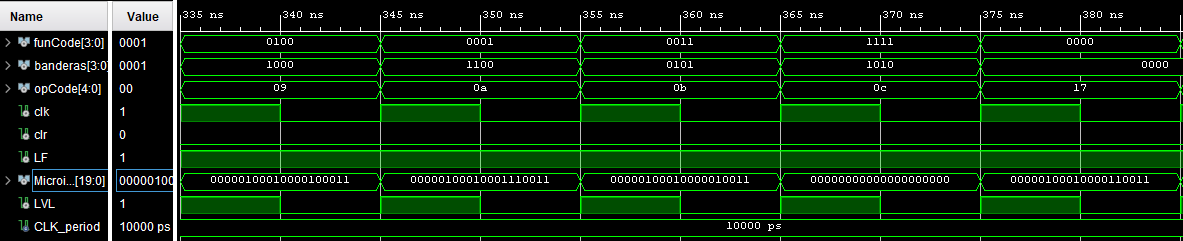 Name Value 335 ns 340 ns 345 ns 350 ns 355 ns 360 ns 365 ns 370 ns 375 ns 380 ns
funCode[3:0] 0001 0100 0001 0011 1111 0000
banderas[3:0] 0001 1000 1100 0101 1010 0000
opCode[4:0] 00 09 0a 0b 0c 17
clk 1
clr 0
LF 1
Microi...[19:0] 00000100 00000100010000100011 00000100010001110011 00000100010000010011 00000000000000000000 00000100010000110011
LVL 1
CLK_period 10000 ps 10000 ps